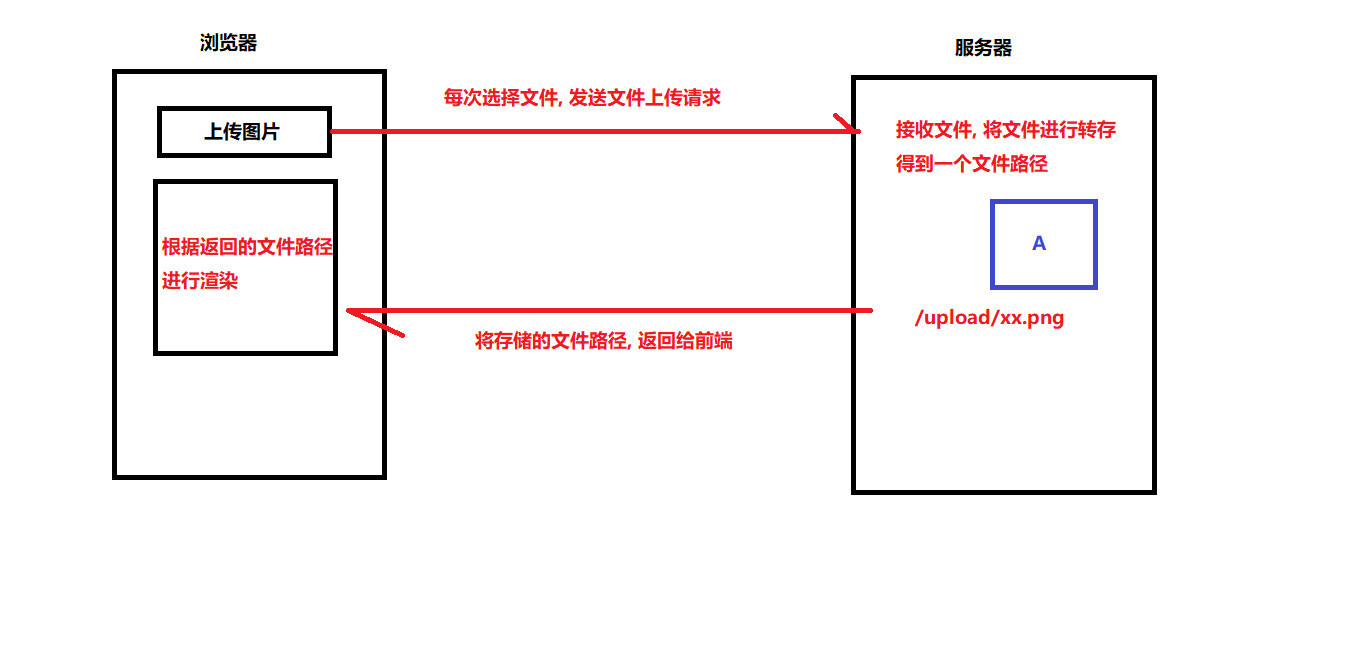 浏览器
服务器
每次选择文件, 发送文件上传请求
上传图片
接收文件, 将文件进行转存
得到一个文件路径
根据返回的文件路径
进行渲染
A
/upload/xx.png
将存储的文件路径, 返回给前端